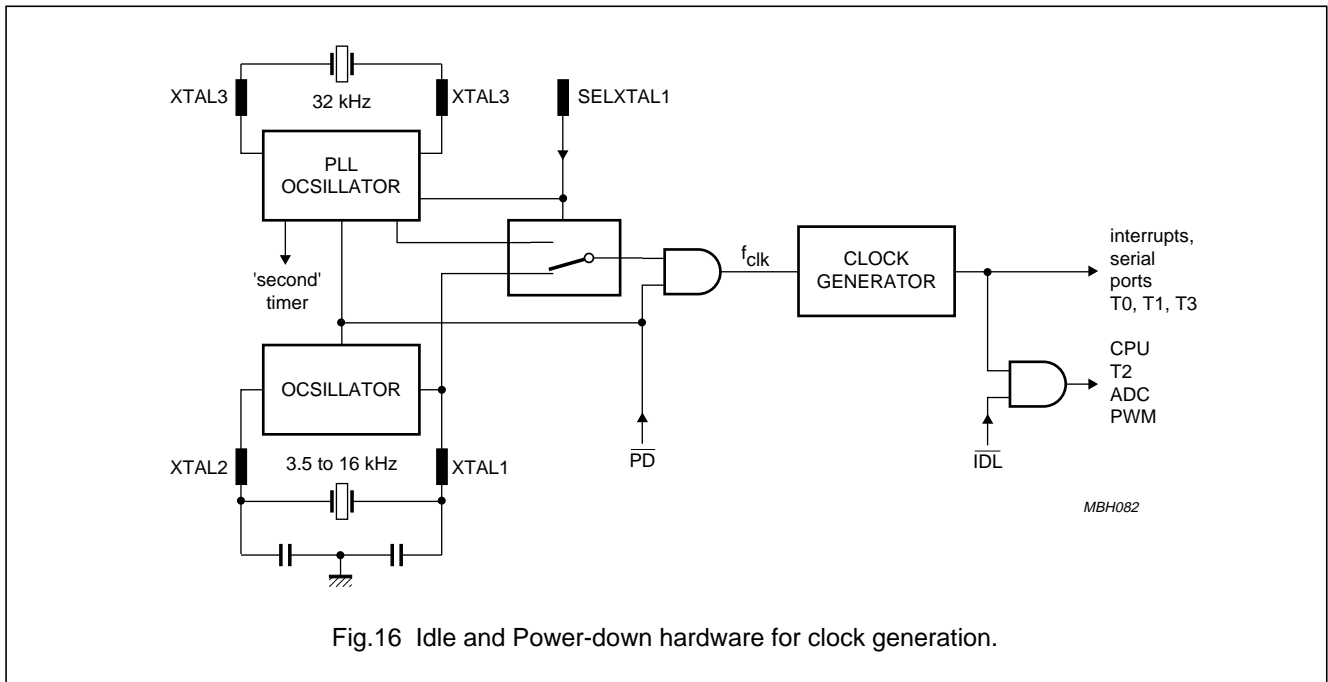 XTAL3
32 kHz
XTAL3
SELXTAL1
PLL
OCSILLATOR
'second'
timer
fclk
CLOCK
GENERATOR
interrupts,
serial
ports
T0, T1, T3
CPU
T2
ADC
PWM
OCSILLATOR
XTAL2
3.5 to 16 kHz
XTAL1
PD
IDL
MBH082
Fig.16 Idle and Power-down hardware for clock generation.